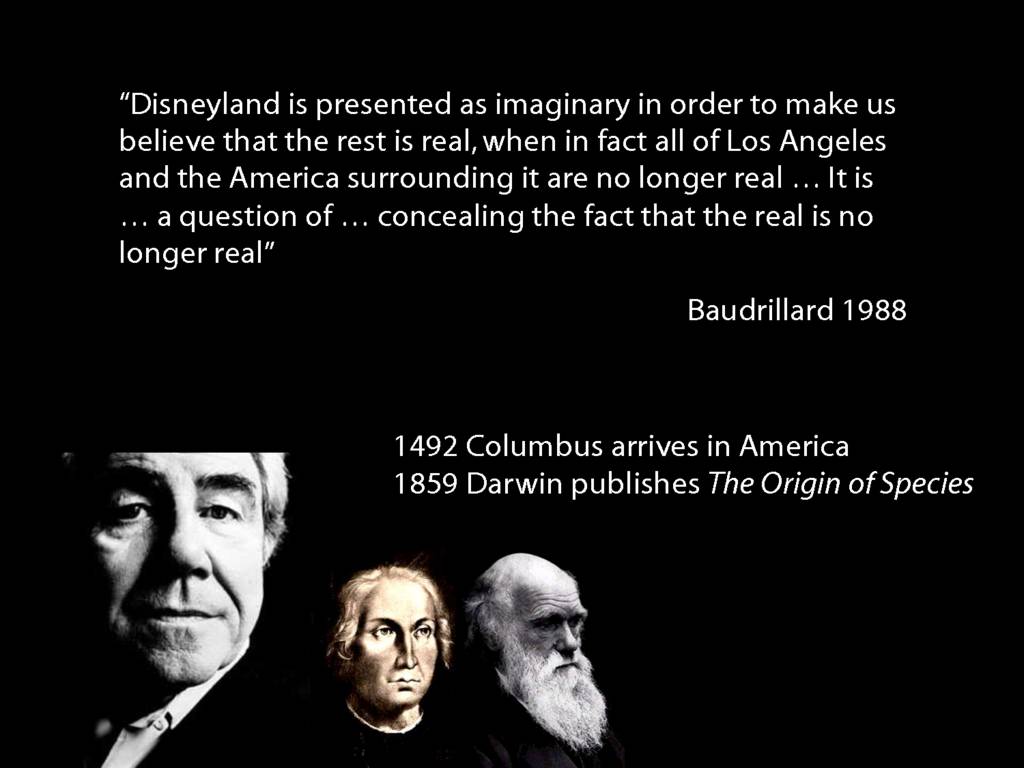 “Disneyland is presented as imaginary in order to make us
believe that the rest is real, when in fact all of Los Angeles
and the America surrounding it are no longer real … It is
… a question of … concealing the fact that the real is no
longer real”
Baudrillard 1988
1492 Columbus arrives in America
1859 Darwin publishes The Origin of Species